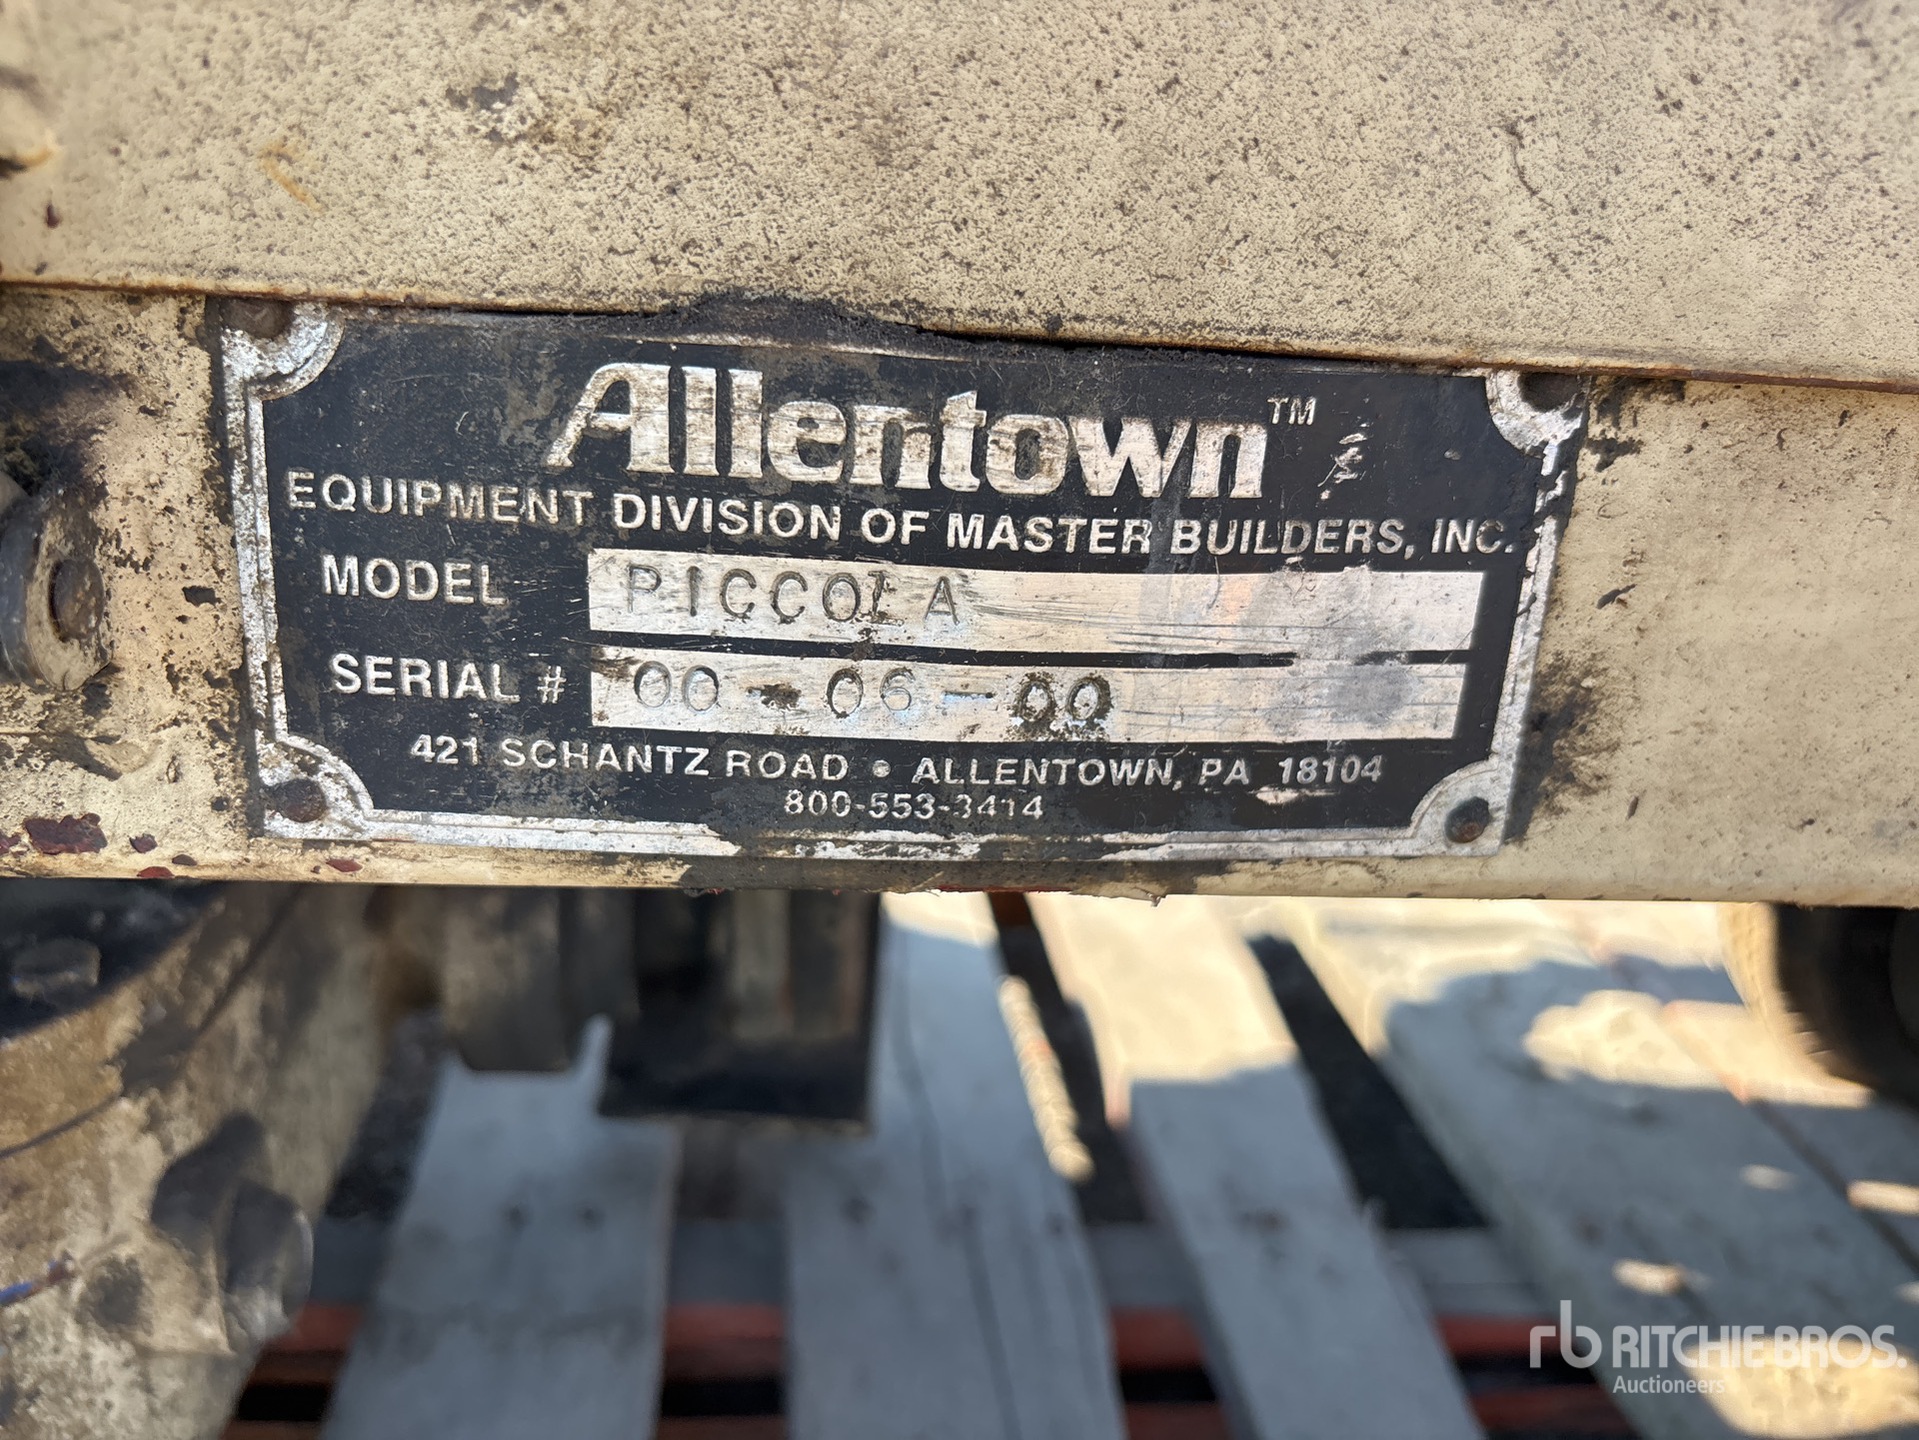 Allentown™
EQUIPMENT DIVISION OF MASTER BUILDERS, INC.
MODEL PICCOLA
SERIAL # 00-06-00
421 SCHANTZ ROAD • ALLENTOWN, PA 18104
800-553-3414
rb RITCHIE BROS.
Auctioneers